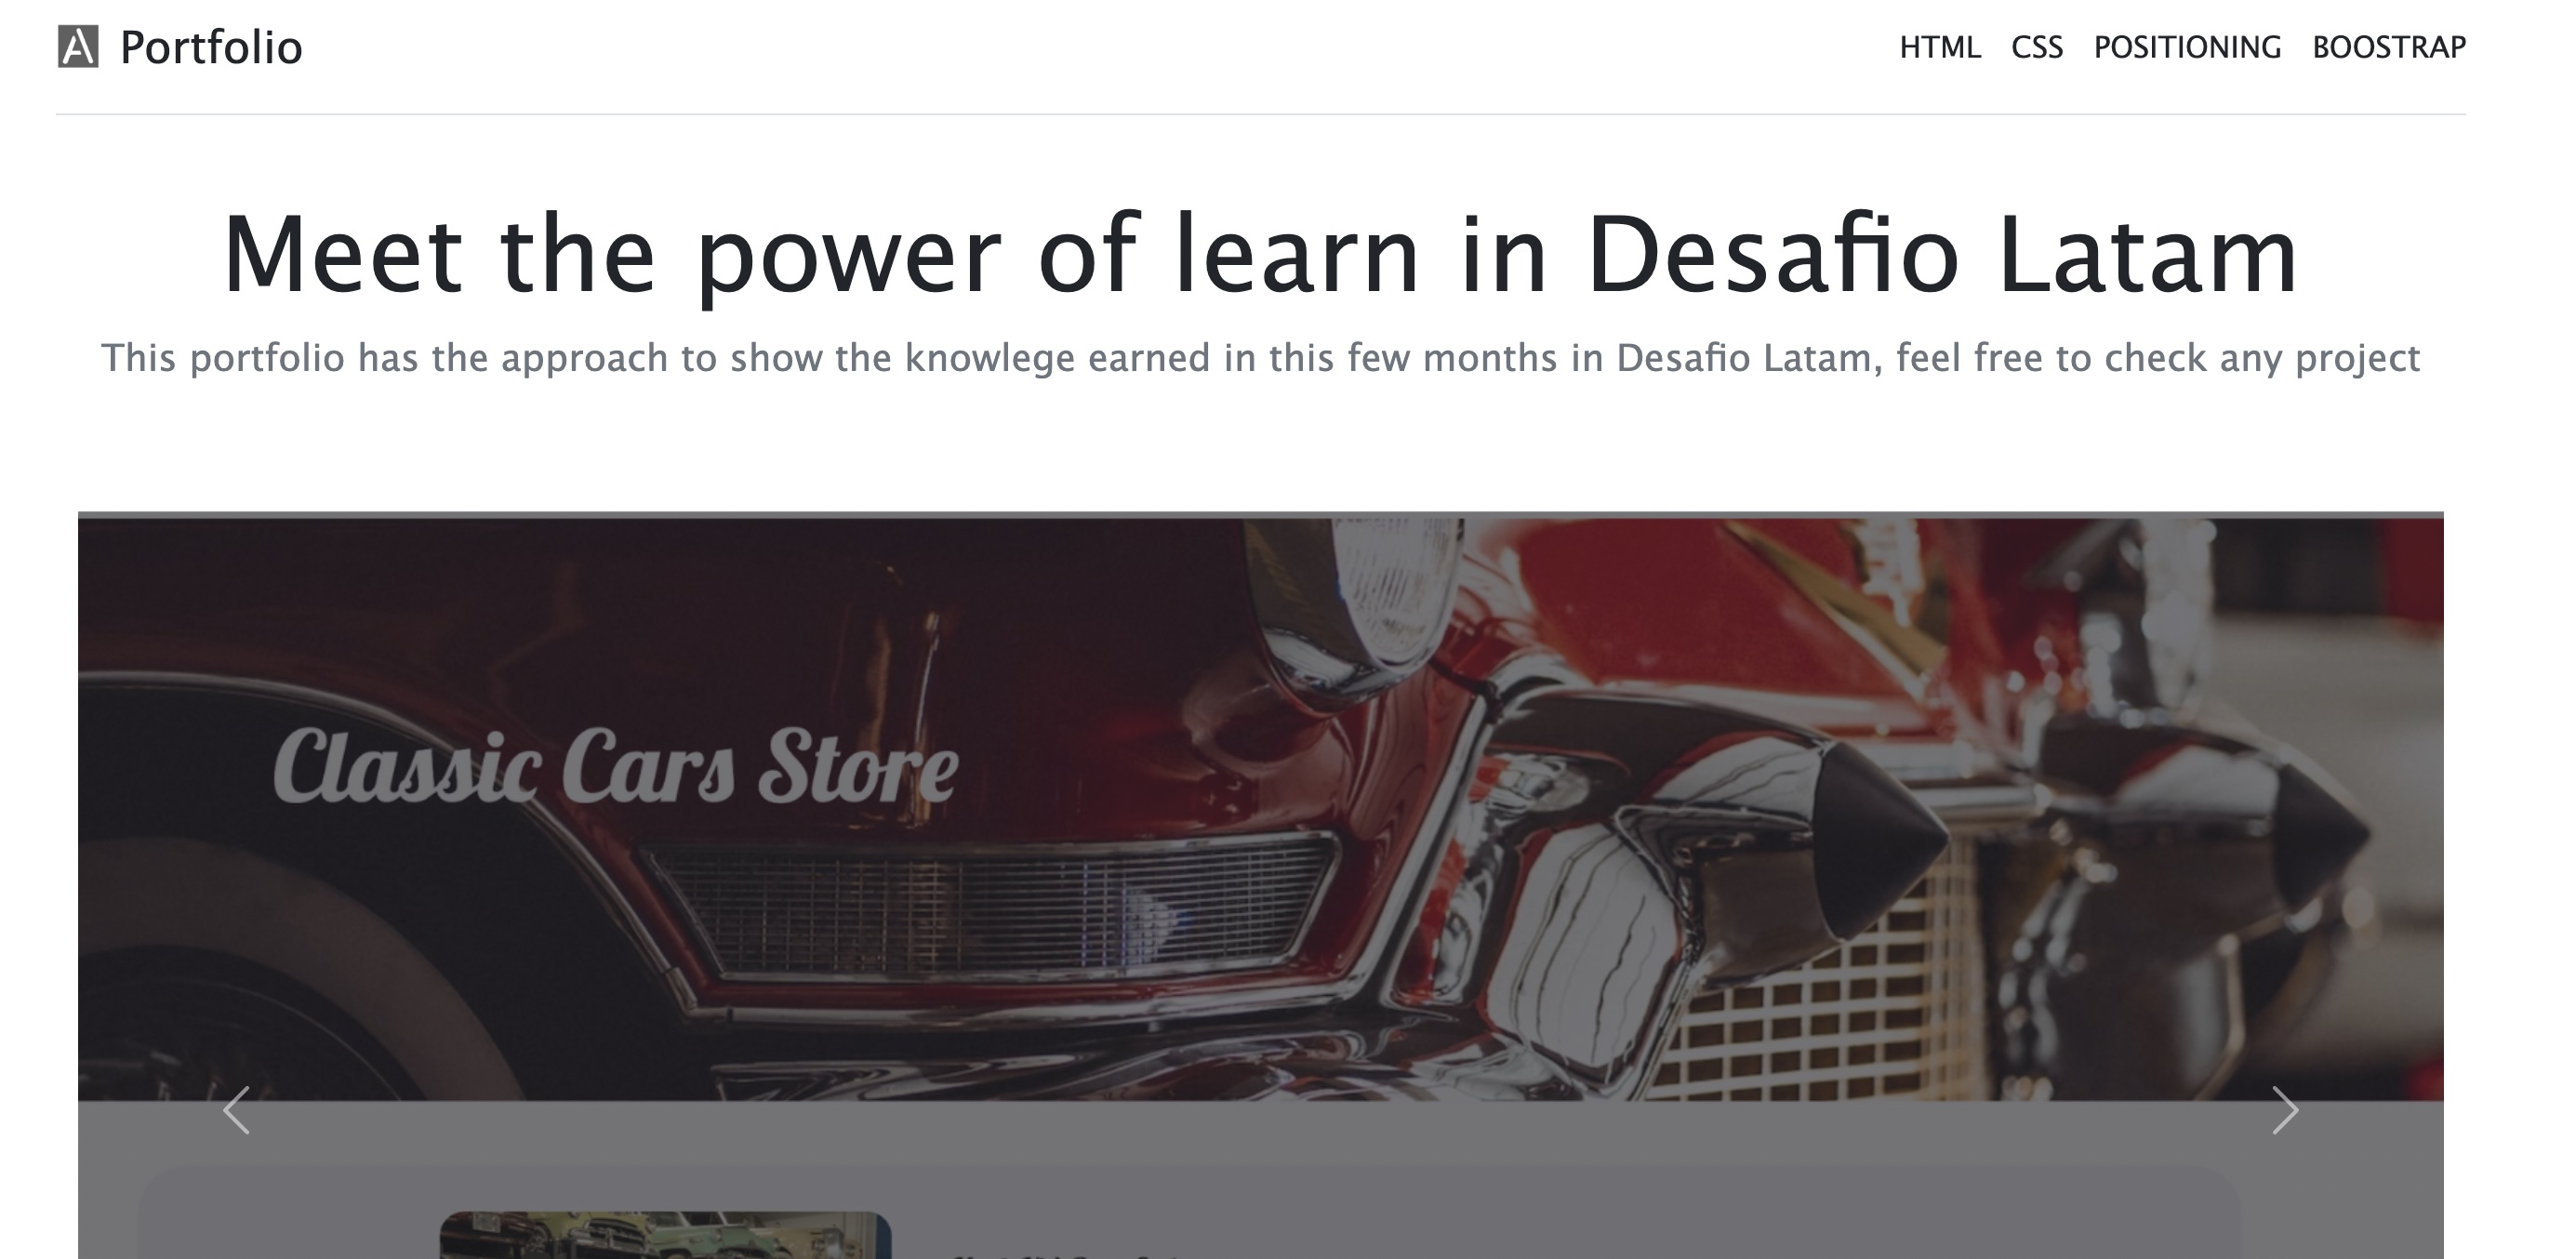 A Portfolio
HTML CSS POSITIONING BOOSTRAP
Meet the power of learn in Desafio Latam
This portfolio has the approach to show the knowlege earned in this few months in Desafio Latam, feel free to check any project
Classic Cars Store